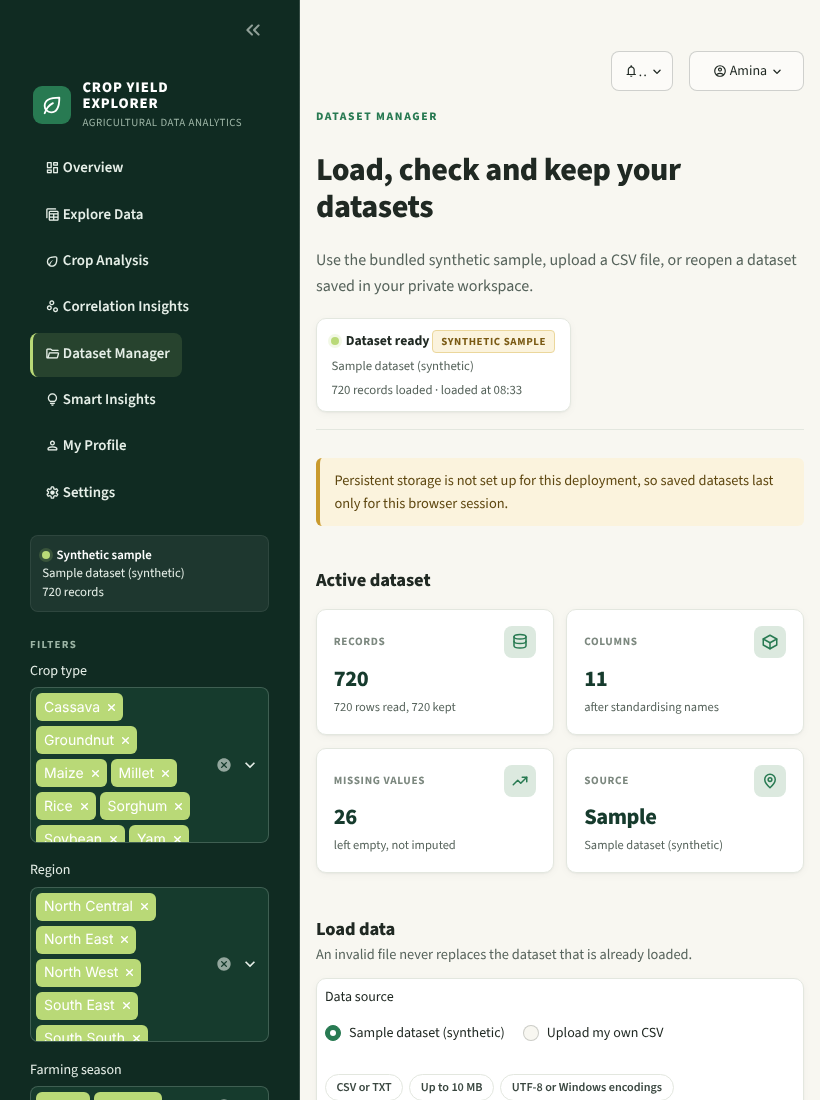 CROP YIELD
EXPLORER
AGRICULTURAL DATA ANALYTICS
Overview
Explore Data
Crop Analysis
Correlation Insights
Dataset Manager
Smart Insights
My Profile
Settings
Synthetic sample
Sample dataset (synthetic)
720 records
FILTERS
Crop type
Cassava
Groundnut
Maize Millet
Rice Sorghum
Soybean Yam
Region
North Central
North East
North West
South East
South South
Farming season
.. Amina
DATASET MANAGER
Load, check and keep your
datasets
Use the bundled synthetic sample, upload a CSV file, or reopen a dataset
saved in your private workspace.
Dataset ready SYNTHETIC SAMPLE
Sample dataset (synthetic)
720 records loaded · loaded at 08:33
Persistent storage is not set up for this deployment, so saved datasets last
only for this browser session.
Active dataset
RECORDS
720
720 rows read, 720 kept
COLUMNS
11
after standardising names
MISSING VALUES
26
left empty, not imputed
SOURCE
Sample
Sample dataset (synthetic)
Load data
An invalid file never replaces the dataset that is already loaded.
Data source
Sample dataset (synthetic) Upload my own CSV
CSV or TXT Up to 10 MB UTF-8 or Windows encodings